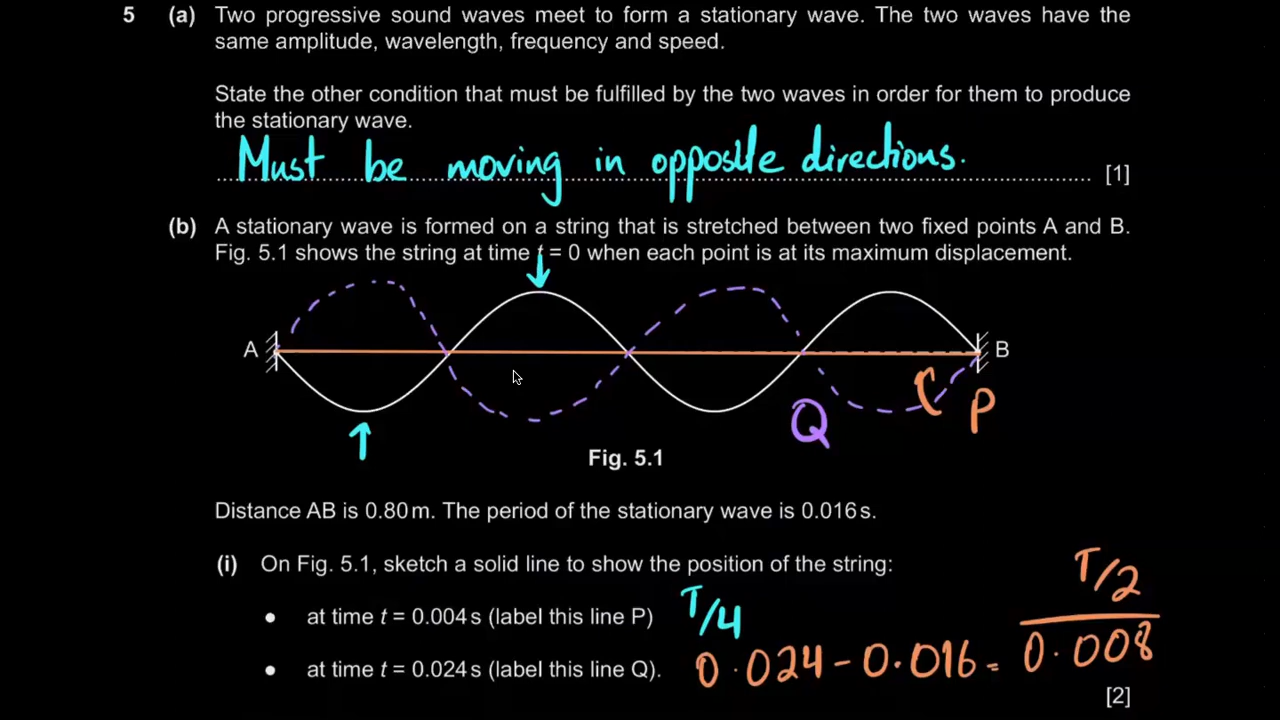 5 (a) Two progressive sound waves meet to form a stationary wave. The two waves have the
same amplitude, wavelength, frequency and speed.
State the other condition that must be fulfilled by the two waves in order for them to produce
the stationary wave.
Must be moving in opposite directions. [1]
(b) A stationary wave is formed on a string that is stretched between two fixed points A and B.
Fig. 5.1 shows the string at time t = 0 when each point is at its maximum displacement.
A B
Q P
Fig. 5.1
Distance AB is 0.80 m. The period of the stationary wave is 0.016 s.
(i) On Fig. 5.1, sketch a solid line to show the position of the string:
T/2
• at time t = 0.004 s (label this line P) T/4
• at time t = 0.024 s (label this line Q). 0.024 - 0.016 = 0.008
[2]